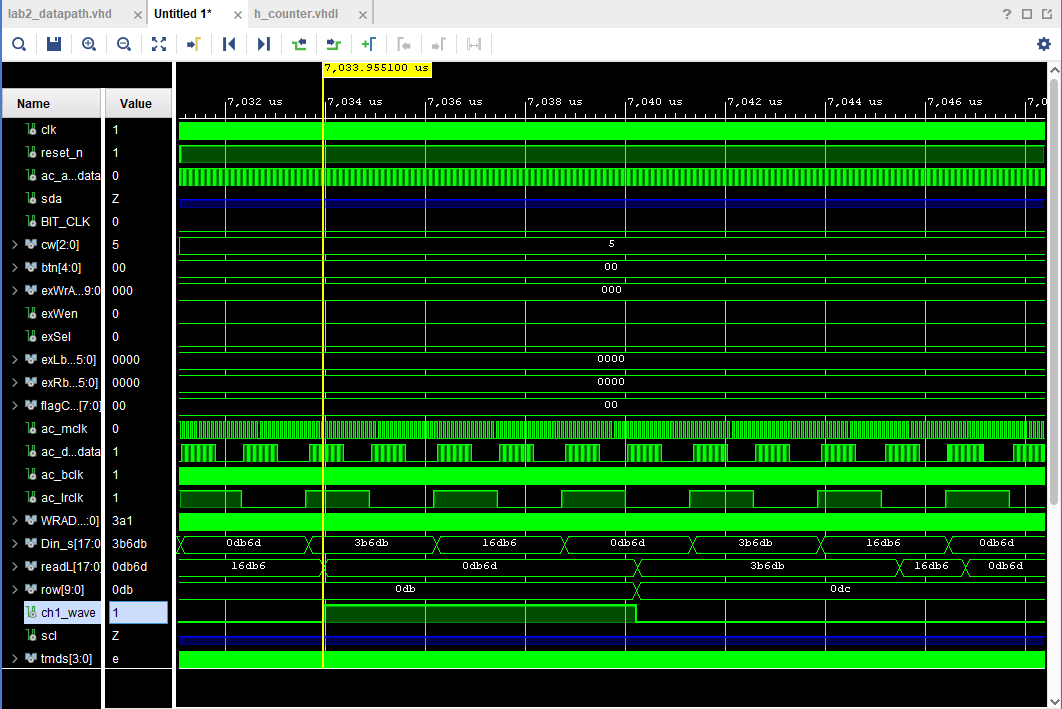 lab2_datapath.vhd × Untitled 1* × h_counter.vhdl ×
?
7,033.955100 us
Name Value
7,032 us 7,034 us 7,036 us 7,038 us 7,040 us 7,042 us 7,044 us 7,046 us 7,0
clk 1
reset_n 1
ac_a...data 0
sda Z
BIT_CLK 0
cw[2:0] 5 5
btn[4:0] 00 00
exWrA...9:0 000 000
exWen 0
exSel 0
exLb...5:0] 0000 0000
exRb...5:0] 0000 0000
flagC...[7:0] 00 00
ac_mclk 0
ac_d...data 1
ac_bclk 1
ac_lrclk 1
WRAD...:0] 3a1
Din_s[17:0 3b6db 0db6d 3b6db 16db6 0db6d 3b6db 16db6 0db6d
readL[17:0 0db6d 16db6 0db6d 3b6db 16db6 0db6d
row[9:0] 0db 0db 0dc
ch1_wave 1
scl Z
tmds[3:0] e